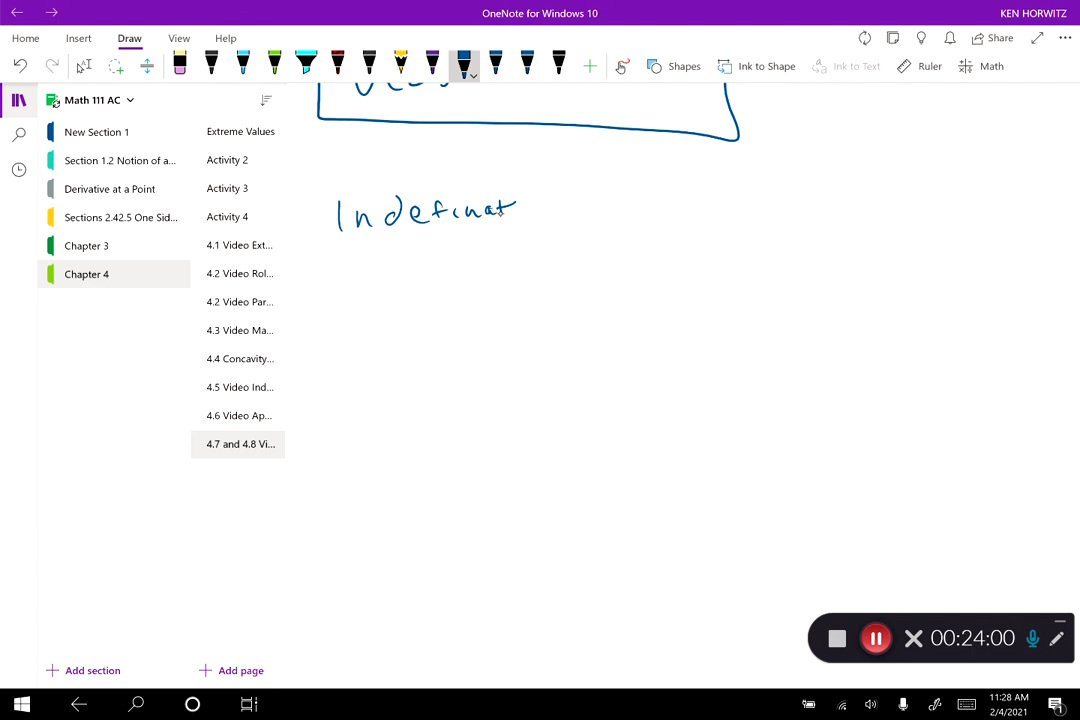 OneNote for Windows 10
KEN HORWITZ
Home Insert Draw View Help
Share
Shapes Ink to Shape Ink to Text Ruler Math
Math 111 AC
New Section 1
Section 1.2 Notion of a...
Derivative at a Point
Sections 2.42.5 One Sid...
Chapter 3
Chapter 4
Extreme Values
Activity 2
Activity 3
Activity 4
4.1 Video Ext...
4.2 Video Rol...
4.2 Video Par...
4.3 Video Ma...
4.4 Concavity...
4.5 Video Ind...
4.6 Video Ap...
4.7 and 4.8 Vi...
Indefinat
00:24:00
Add section
Add page
11:28 AM
2/4/2021
1